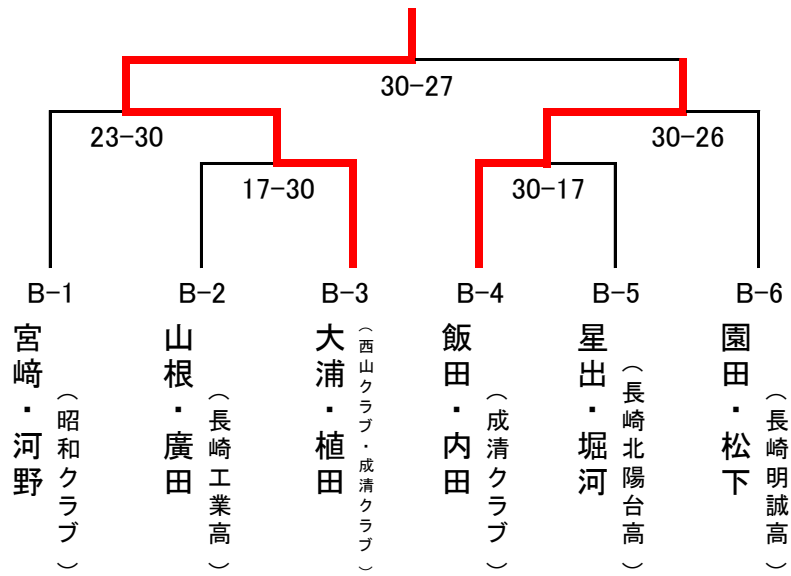 30-27
23-30
30-26
17-30
30-17
B-1
B-2
B-3
B-4
B-5
B-6
宮﨑・河野
（昭和クラブ）
山根・廣田
（長崎工業高）
大浦・植田
（西山クラブ・成清クラブ）
飯田・内田
（成清クラブ）
星出・堀河
（長崎北陽台高）
園田・松下
（長崎明誠高）